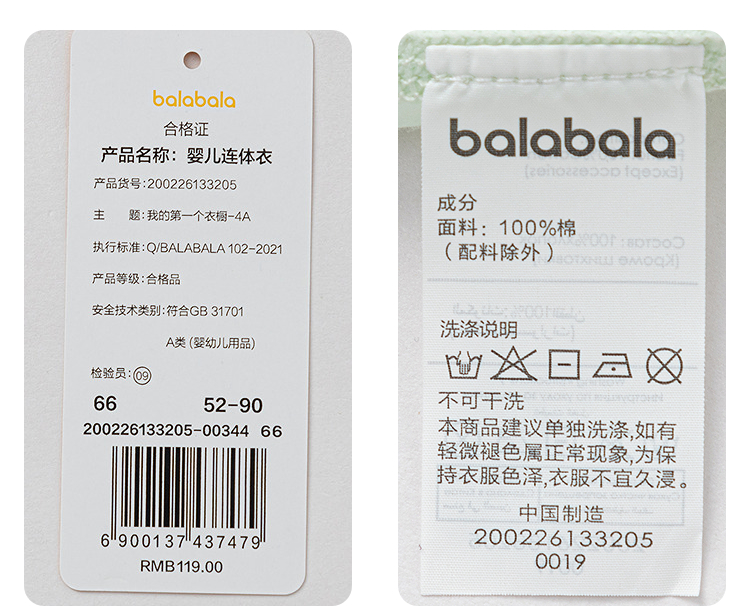 balabala
合格证
产品名称：婴儿连体衣
产品货号:200226133205
主 题:我的第一个衣橱-4A
执行标准:Q/BALABALA 102-2021
产品等级:合格品
安全技术类别:符合GB 31701
A类 (婴幼儿用品)
检验员:09
66 52-90
200226133205-00344 66
6 900137 437479
RMB119.00
balabala
成分
面料：100%棉
（配料除外）
洗涤说明
不可干洗
本商品建议单独洗涤,如有
轻微褪色属正常现象,为保
持衣服色泽,衣服不宜久浸。
中国制造
200226133205
0019